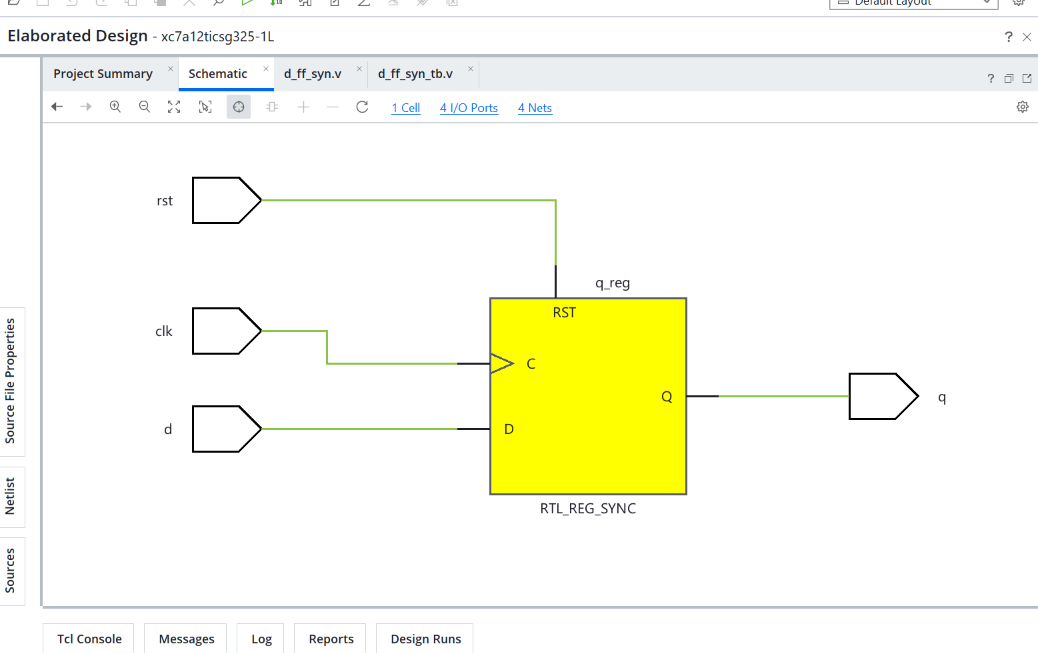 Default Layout
Elaborated Design - xc7a12ticsg325-1L
?
Project Summary
Schematic
d_ff_syn.v
d_ff_syn_tb.v
?
1 Cell
4 I/O Ports
4 Nets
rst
q_reg
RST
clk
C
Q
q
d
D
RTL_REG_SYNC
Source File Properties
Netlist
Sources
Tcl Console
Messages
Log
Reports
Design Runs